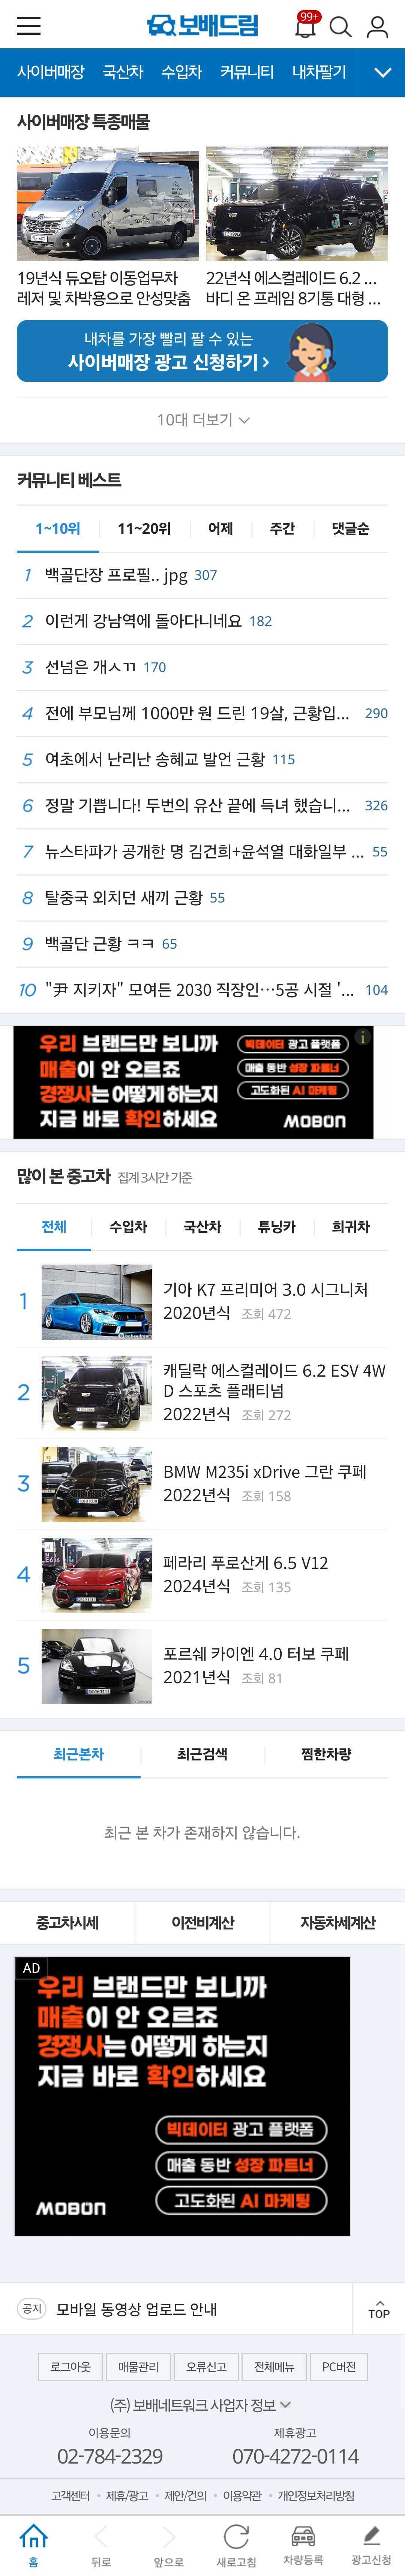 보배드림
99+
사이버매장 국산차 수입차 커뮤니티 내차팔기
사이버매장 특종매물
19년식 듀오탑 이동업무차
레저 및 차박용으로 안성맞춤
22년식 에스컬레이드 6.2 ...
바디 온 프레임 8기통 대형 ...
내차를 가장 빨리 팔 수 있는
사이버매장 광고 신청하기 >
10대 더보기
커뮤니티 베스트
1~10위 11~20위 어제 주간 댓글순
1 백골단장 프로필.. jpg 307
2 이런게 강남역에 돌아다니네요 182
3 선넘은 개ㅅㄲ 170
4 전에 부모님께 1000만 원 드린 19살, 근황입... 290
5 여초에서 난리난 송혜교 발언 근황 115
6 정말 기쁩니다! 두번의 유산 끝에 득녀 했습니... 326
7 뉴스타파가 공개한 명 김건희+윤석열 대화일부 ... 55
8 탈중국 외치던 새끼 근황 55
9 백골단 근황 ㅋㅋ 65
10 "尹 지키자" 모여든 2030 직장인…5공 시절 '... 104
우리 브랜드만 보니까
매출이 안 오르죠
경쟁사는 어떻게 하는지
지금 바로 확인하세요
빅데이터 광고 플랫폼
매출 동반 성장 파트너
고도화된 AI 마케팅
MOBON
많이 본 중고차 집계 3시간 기준
전체 수입차 국산차 튜닝카 희귀차
1 기아 K7 프리미어 3.0 시그니처
2020년식 조회 472
2 캐딜락 에스컬레이드 6.2 ESV 4W
D 스포츠 플래티넘
2022년식 조회 272
3 BMW M235i xDrive 그란 쿠페
2022년식 조회 158
4 페라리 푸로산게 6.5 V12
2024년식 조회 135
5 포르쉐 카이엔 4.0 터보 쿠페
2021년식 조회 81
최근본차 최근검색 찜한차량
최근 본 차가 존재하지 않습니다.
중고차시세 이전비계산 자동차세계산
AD
우리 브랜드만 보니까
매출이 안 오르죠
경쟁사는 어떻게 하는지
지금 바로 확인하세요
빅데이터 광고 플랫폼
매출 동반 성장 파트너
고도화된 AI 마케팅
MOBON
공지 모바일 동영상 업로드 안내
TOP
로그아웃 매물관리 오류신고 전체메뉴 PC버전
(주) 보배네트워크 사업자 정보
이용문의 제휴광고
02-784-2329 070-4272-0114
고객센터 • 제휴/광고 • 제안/건의 • 이용약관 • 개인정보처리방침
홈 뒤로 앞으로 새로고침 차량등록 광고신청